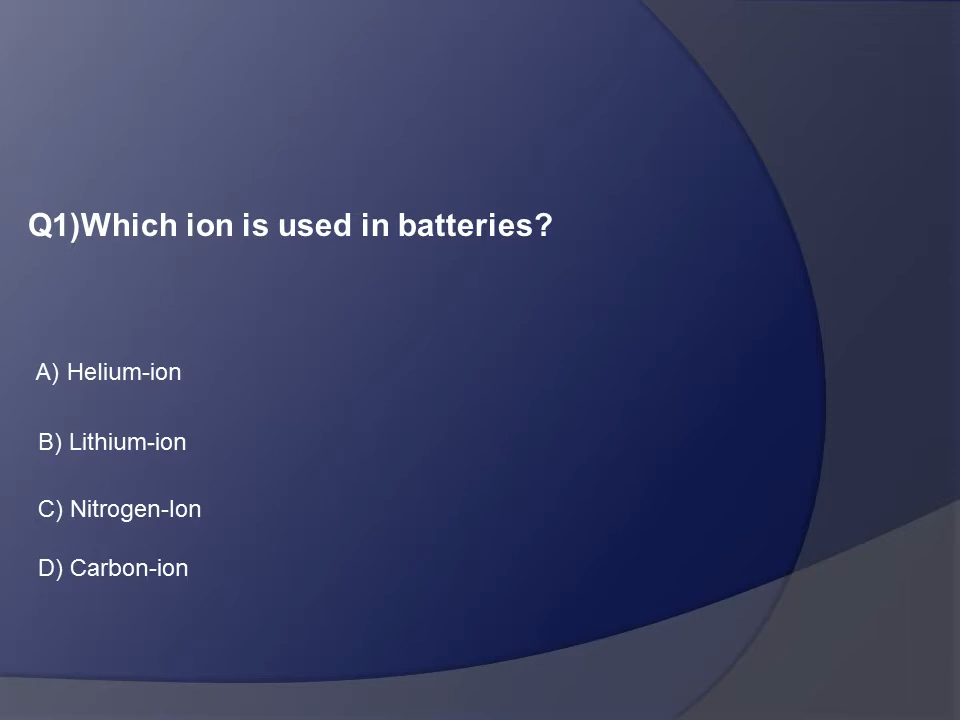 Q1)Which ion is used in batteries?
A) Helium-ion
B) Lithium-ion
C) Nitrogen-Ion
D) Carbon-ion